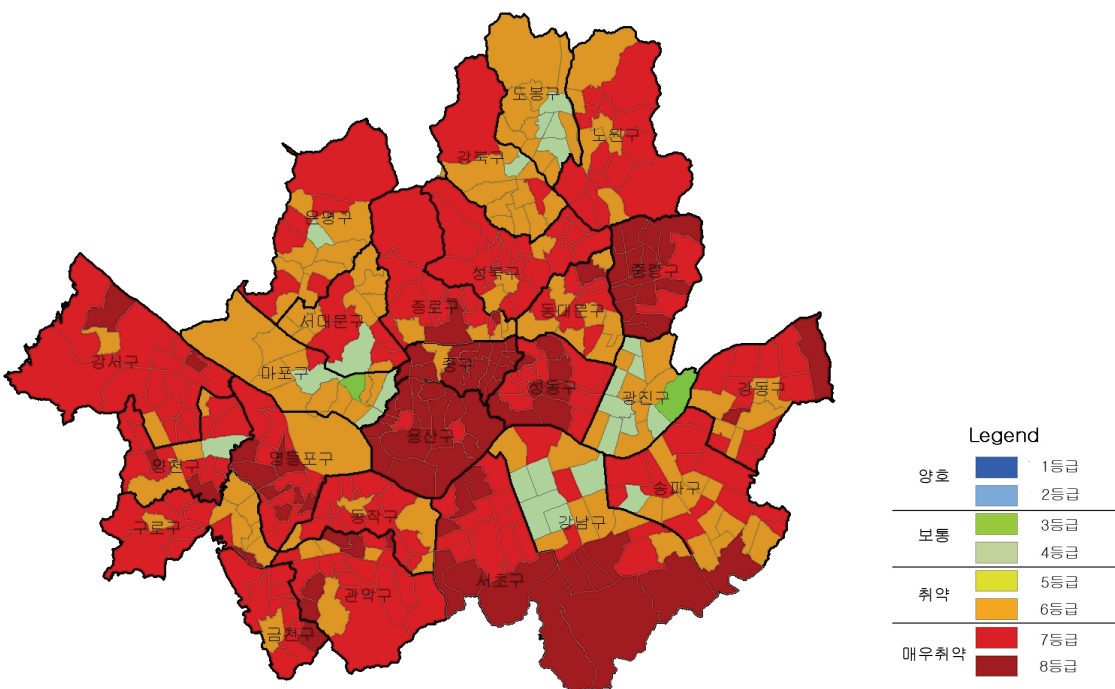 도봉구
노원구
강북구
은평구
중랑구
성북구
종로구
동대문구
서대문구
강서구
중구
마포구
성동구
강동구
광진구
용산구
영등포구
양천구
송파구
동작구
강남구
구로구
서초구
관악구
금천구
Legend
양호
1등급
2등급
보통
3등급
4등급
취약
5등급
6등급
매우취약
7등급
8등급